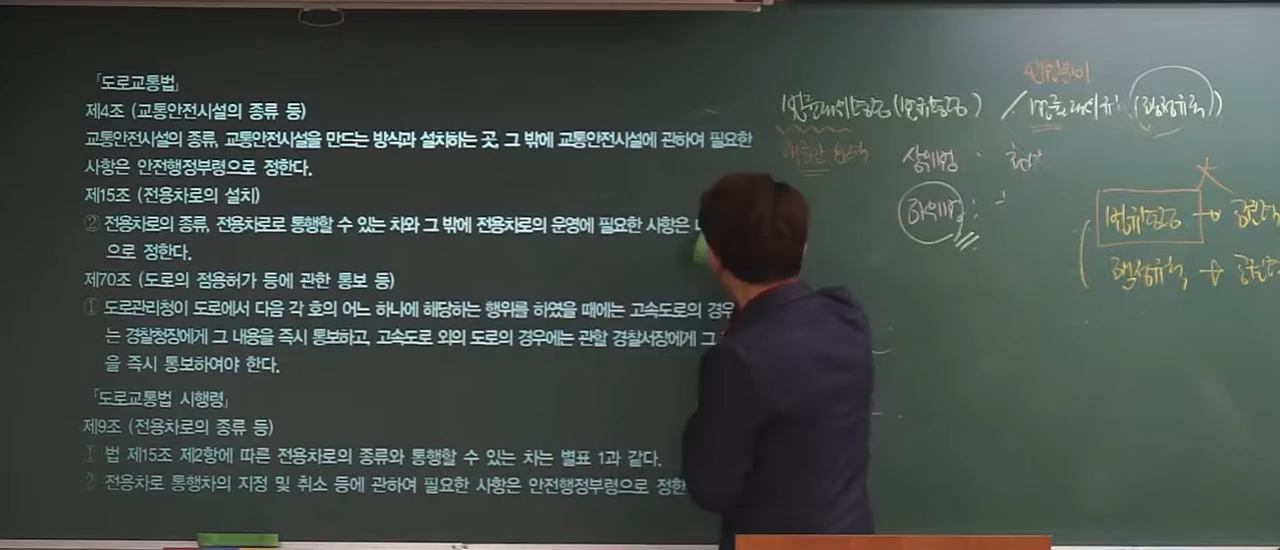 「도로교통법」
제4조 (교통안전시설의 종류 등)
교통안전시설의 종류, 교통안전시설을 만드는 방식과 설치하는 곳, 그 밖에 교통안전시설에 관하여 필요한
사항은 안전행정부령으로 정한다.
제15조 (전용차로의 설치)
② 전용차로의 종류, 전용차로로 통행할 수 있는 차와 그 밖에 전용차로의 운영에 필요한 사항은
으로 정한다.
제70조 (도로의 점용허가 등에 관한 통보 등)
① 도로관리청이 도로에서 다음 각 호의 어느 하나에 해당하는 행위를 하였을 때에는 고속도로의 경우
는 경찰청장에게 그 내용을 즉시 통보하고, 고속도로 외의 도로의 경우에는 관할 경찰서장에게 그
을 즉시 통보하여야 한다.
「도로교통법 시행령」
제9조 (전용차로의 종류 등)
① 법 제15조 제2항에 따른 전용차로의 종류와 통행할 수 있는 차는 별표 1과 같다.
② 전용차로 통행차의 지정 및 취소 등에 관하여 필요한 사항은 안전행정부령으로 정한
상위법
하위법:
법규명령
행정규칙